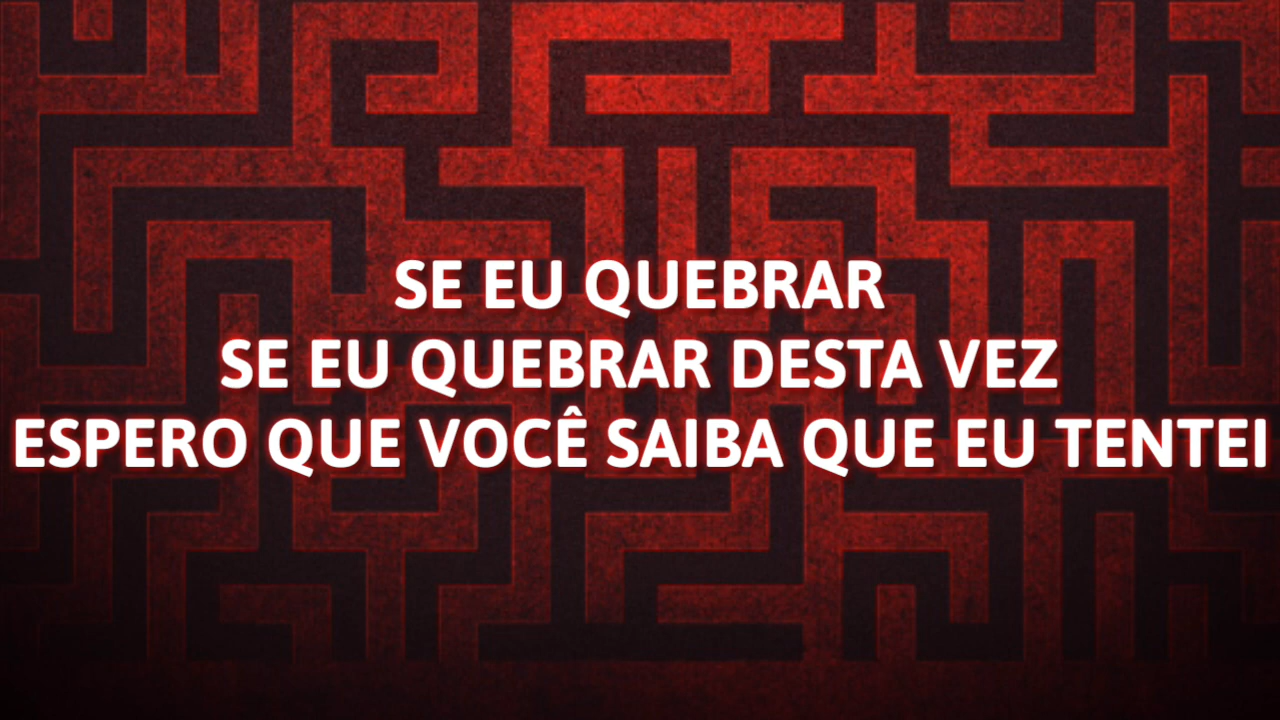 SE EU QUEBRAR
SE EU QUEBRAR DESTA VEZ
ESPERO QUE VOCÊ SAIBA QUE EU TENTEI